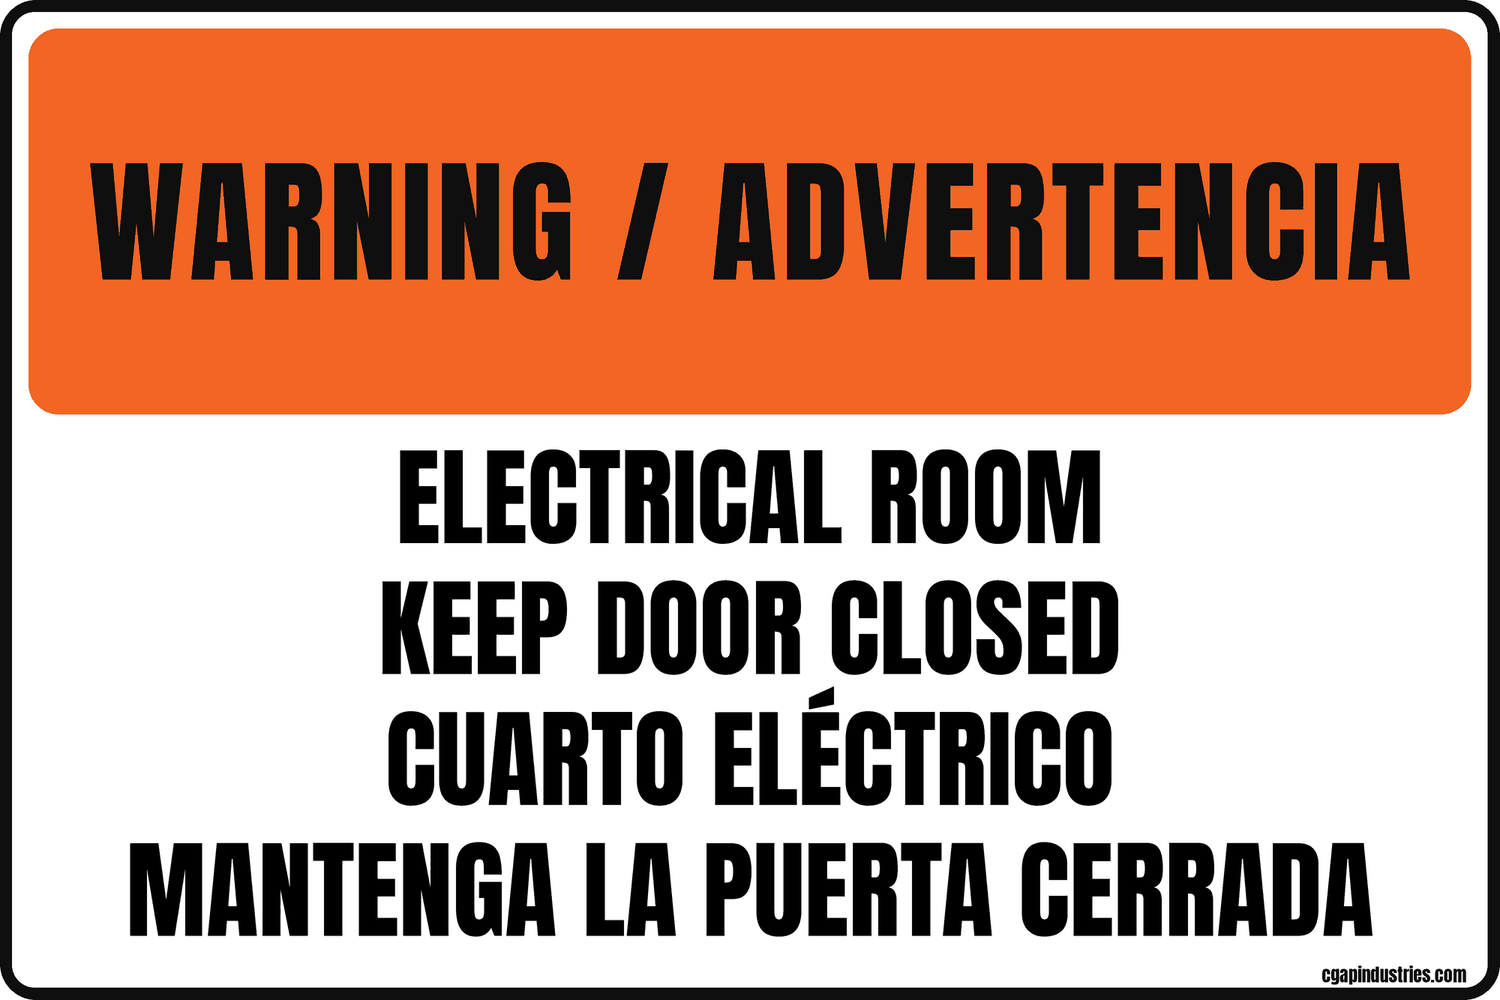 WARNING / ADVERTENCIA
ELECTRICAL ROOM
KEEP DOOR CLOSED
CUARTO ELÉCTRICO
MANTENGA LA PUERTA CERRADA
cgapindustries.com